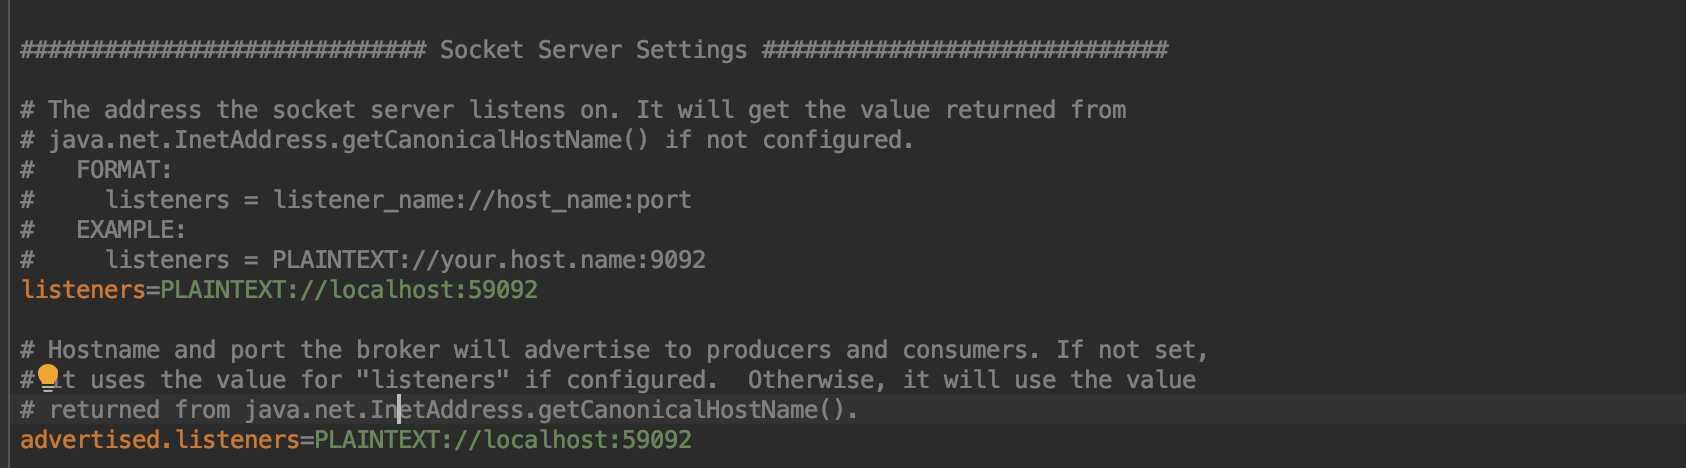 ############################# Socket Server Settings #############################
# The address the socket server listens on. It will get the value returned from
# java.net.InetAddress.getCanonicalHostName() if not configured.
#   FORMAT:
#     listeners = listener_name://host_name:port
#   EXAMPLE:
#     listeners = PLAINTEXT://your.host.name:9092
listeners=PLAINTEXT://localhost:59092
# Hostname and port the broker will advertise to producers and consumers. If not set,
# it uses the value for "listeners" if configured.  Otherwise, it will use the value
# returned from java.net.InetAddress.getCanonicalHostName().
advertised.listeners=PLAINTEXT://localhost:59092